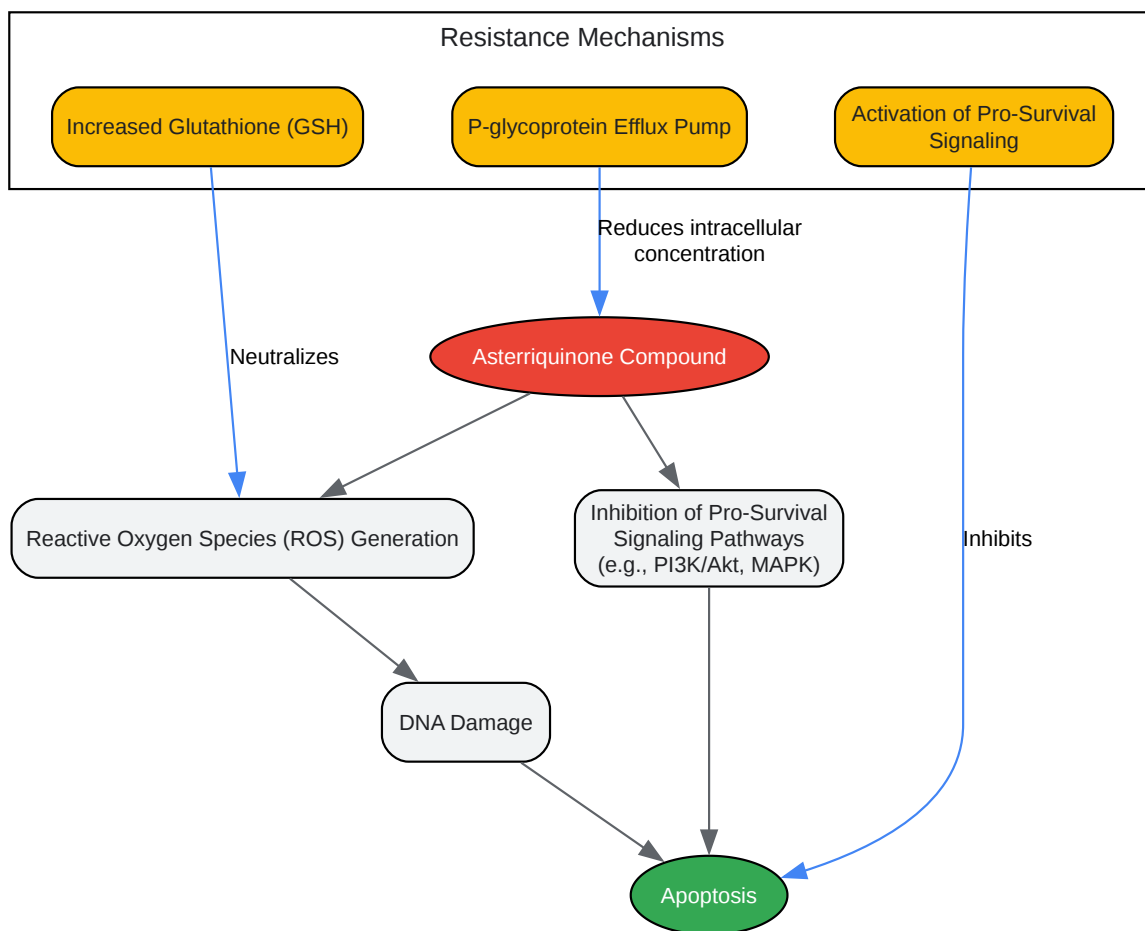 Resistance Mechanisms
Increased Glutathione (GSH)
P-glycoprotein Efflux Pump
Activation of Pro-Survival
Signaling
Reduces intracellular
concentration
Neutralizes
Asterriquinone Compound
Reactive Oxygen Species (ROS) Generation
Inhibition of Pro-Survival
Signaling Pathways
(e.g., PI3K/Akt, MAPK)
Inhibits
DNA Damage
Apoptosis